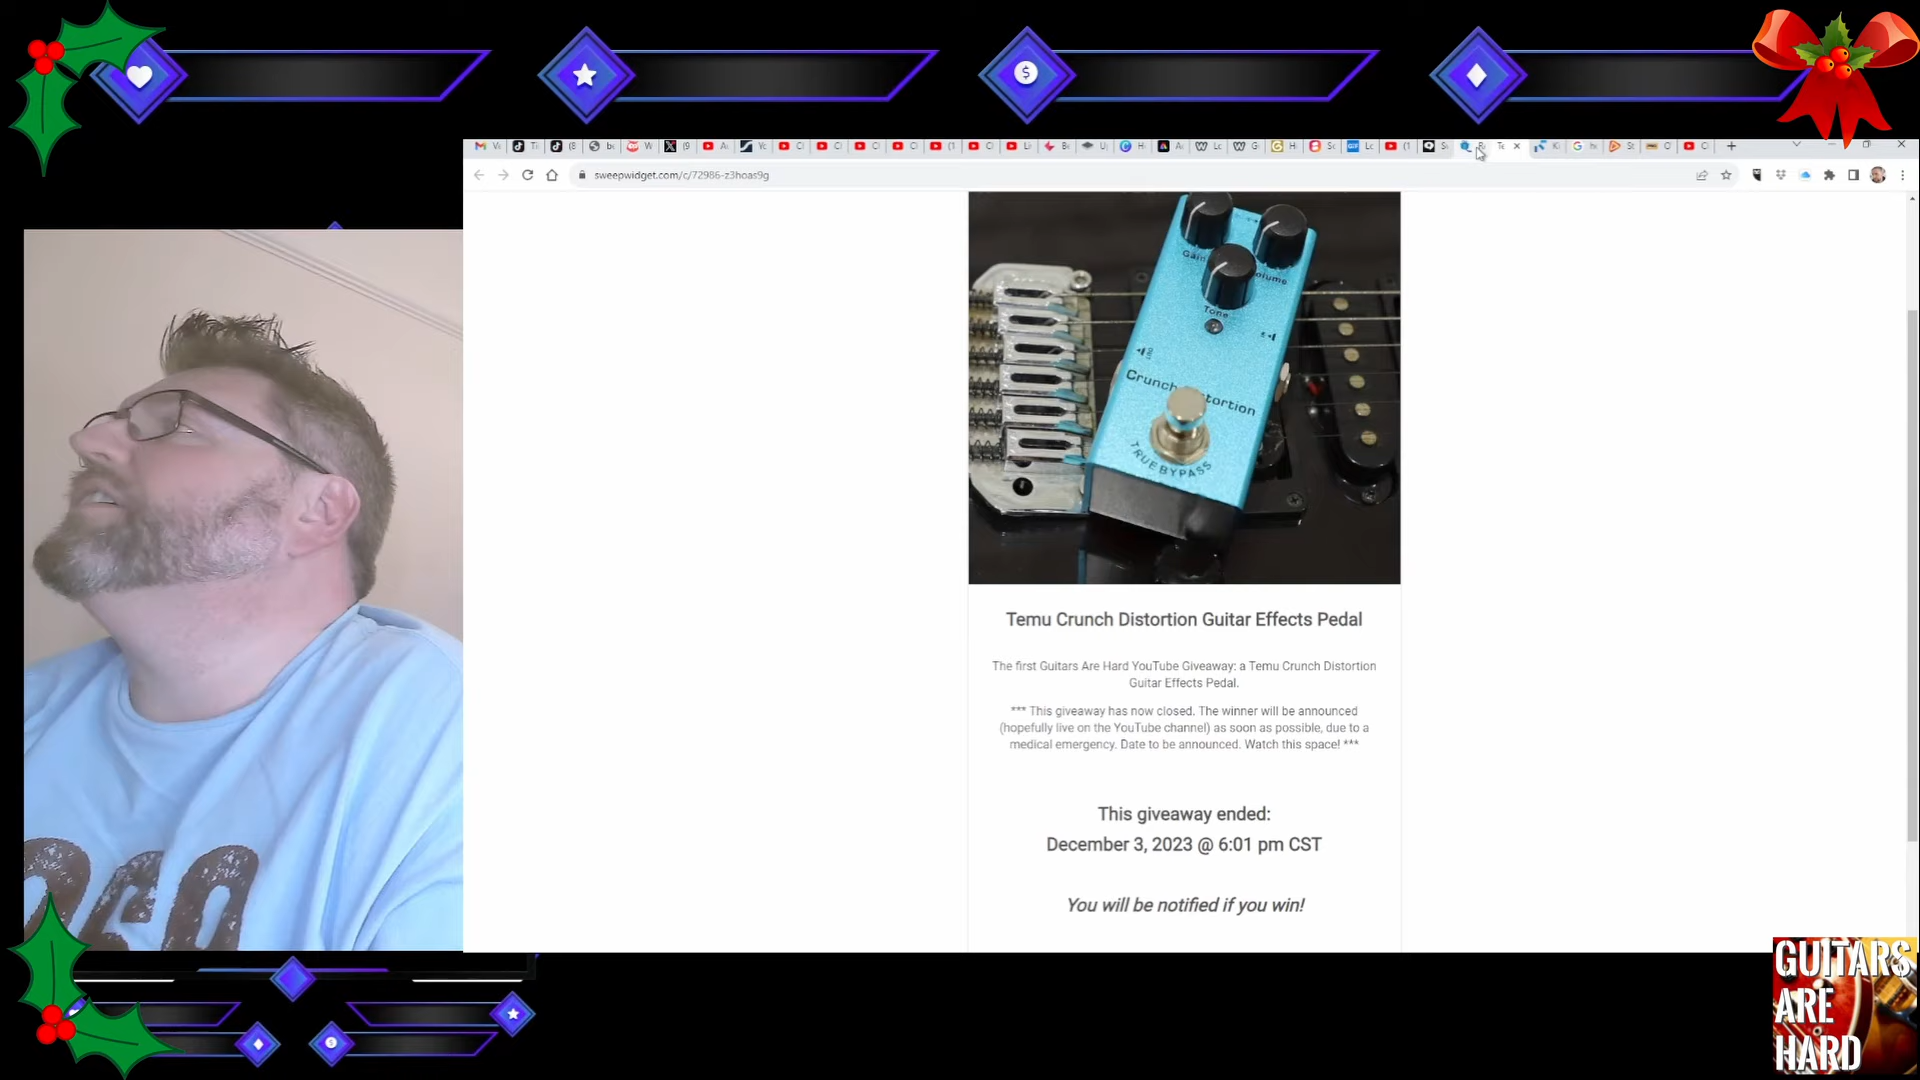 sweepwidget.com/c/72986-z3hoas9g
Gain
Tone
Crunch
TRUE BYPASS
Temu Crunch Distortion Guitar Effects Pedal
The first Guitars Are Hard YouTube Giveaway: a Temu Crunch Distortion
Guitar Effects Pedal.
*** This giveaway has now closed. The winner will be announced
(hopefully live on the YouTube channel) as soon as possible, due to a
medical emergency. Date to be announced. Watch this space! ***
This giveaway ended:
December 3, 2023 @ 6:01 pm CST
You will be notified if you win!
GUITARS
ARE
HARD